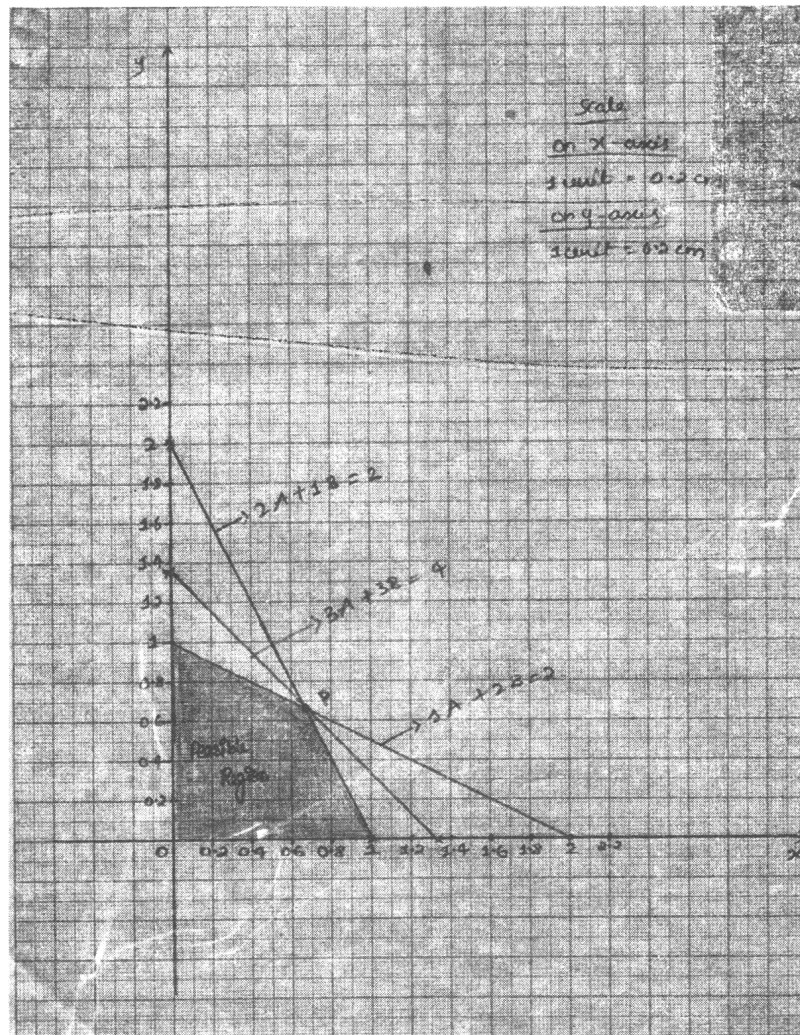 y
Scale
on x-axis
1 unit = 0.2 cm
on y-axis
1 unit = 0.2 cm
2.2
2
1.8
1.6
1.4
1.2
1
0.8
0.6
0.4
0.2
2A + 1B = 2
3A + 3B = 4
1A + 2B = 2
P
Feasible
Region
0 0.2 0.4 0.6 0.8 1 1.2 1.4 1.6 1.8 2 2.2 x